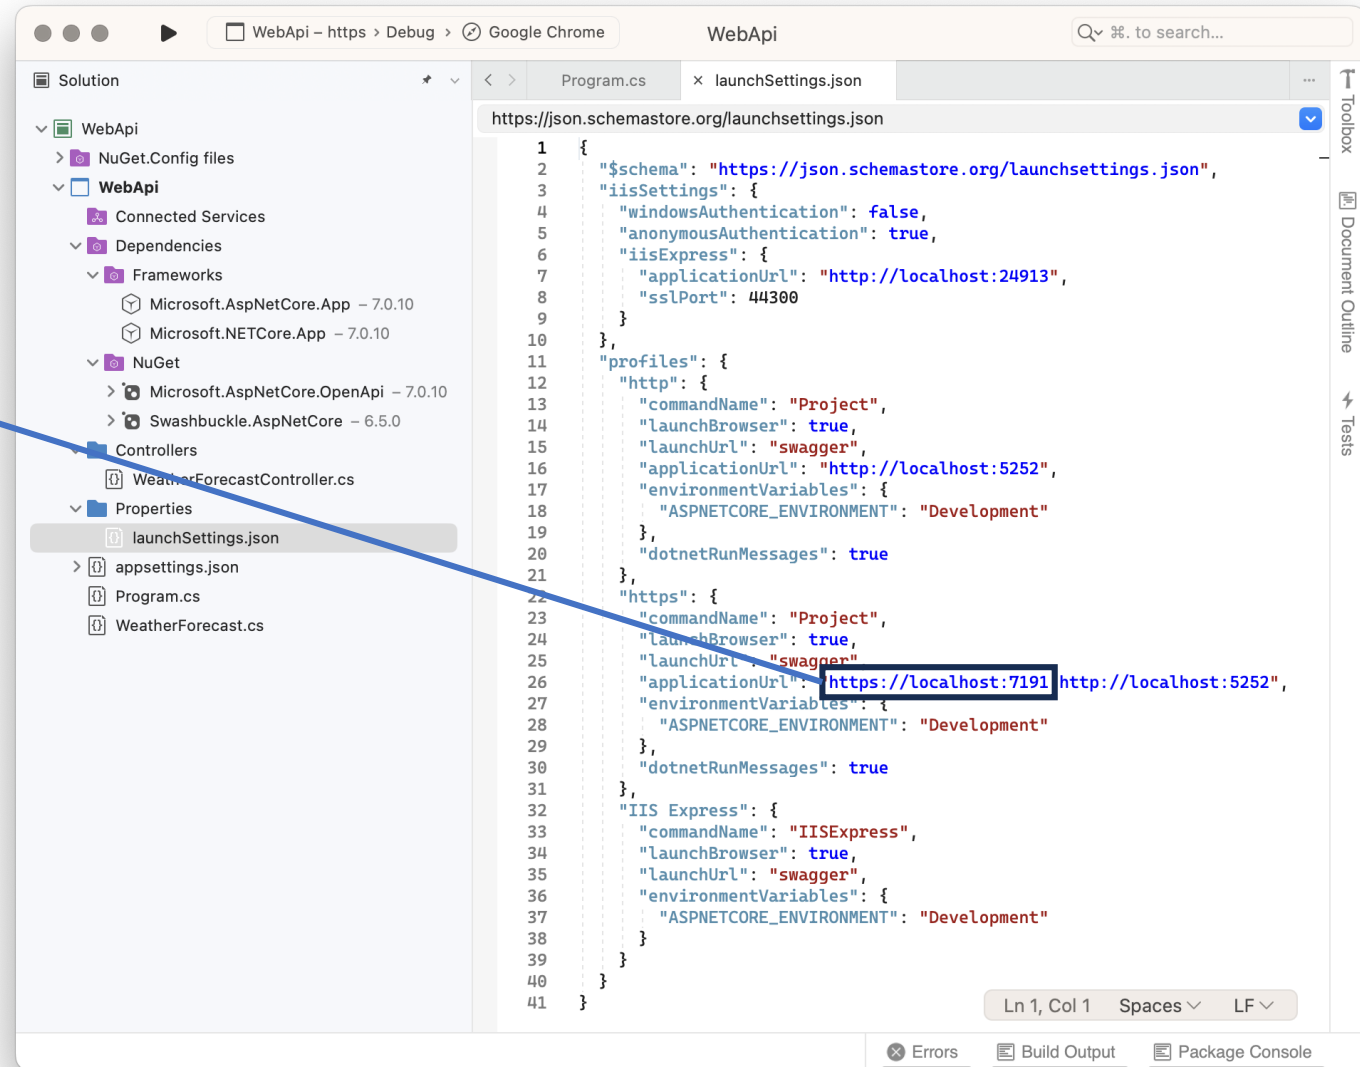 WebApi – https › Debug › Google Chrome
WebApi
⌘. to search...
Solution
Program.cs
launchSettings.json
https://json.schemastore.org/launchsettings.json
WebApi
NuGet.Config files
WebApi
Connected Services
Dependencies
Frameworks
Microsoft.AspNetCore.App – 7.0.10
Microsoft.NETCore.App – 7.0.10
NuGet
Microsoft.AspNetCore.OpenApi – 7.0.10
Swashbuckle.AspNetCore – 6.5.0
Controllers
WeatherForecastController.cs
Properties
launchSettings.json
appsettings.json
Program.cs
WeatherForecast.cs
1 {
2 "$schema": "https://json.schemastore.org/launchsettings.json",
3 "iisSettings": {
4 "windowsAuthentication": false,
5 "anonymousAuthentication": true,
6 "iisExpress": {
7 "applicationUrl": "http://localhost:24913",
8 "sslPort": 44300
9 }
10 },
11 "profiles": {
12 "http": {
13 "commandName": "Project",
14 "launchBrowser": true,
15 "launchUrl": "swagger",
16 "applicationUrl": "http://localhost:5252",
17 "environmentVariables": {
18 "ASPNETCORE_ENVIRONMENT": "Development"
19 },
20 "dotnetRunMessages": true
21 },
22 "https": {
23 "commandName": "Project",
24 "launchBrowser": true,
25 "launchUrl": "swagger"
26 "applicationUrl": "https://localhost:7191 http://localhost:5252",
27 "environmentVariables": {
28 "ASPNETCORE_ENVIRONMENT": "Development"
29 },
30 "dotnetRunMessages": true
31 },
32 "IIS Express": {
33 "commandName": "IISExpress",
34 "launchBrowser": true,
35 "launchUrl": "swagger",
36 "environmentVariables": {
37 "ASPNETCORE_ENVIRONMENT": "Development"
38 }
39 }
40 }
41 }
Toolbox
Document Outline
Tests
Ln 1, Col 1 Spaces LF
Errors Build Output Package Console